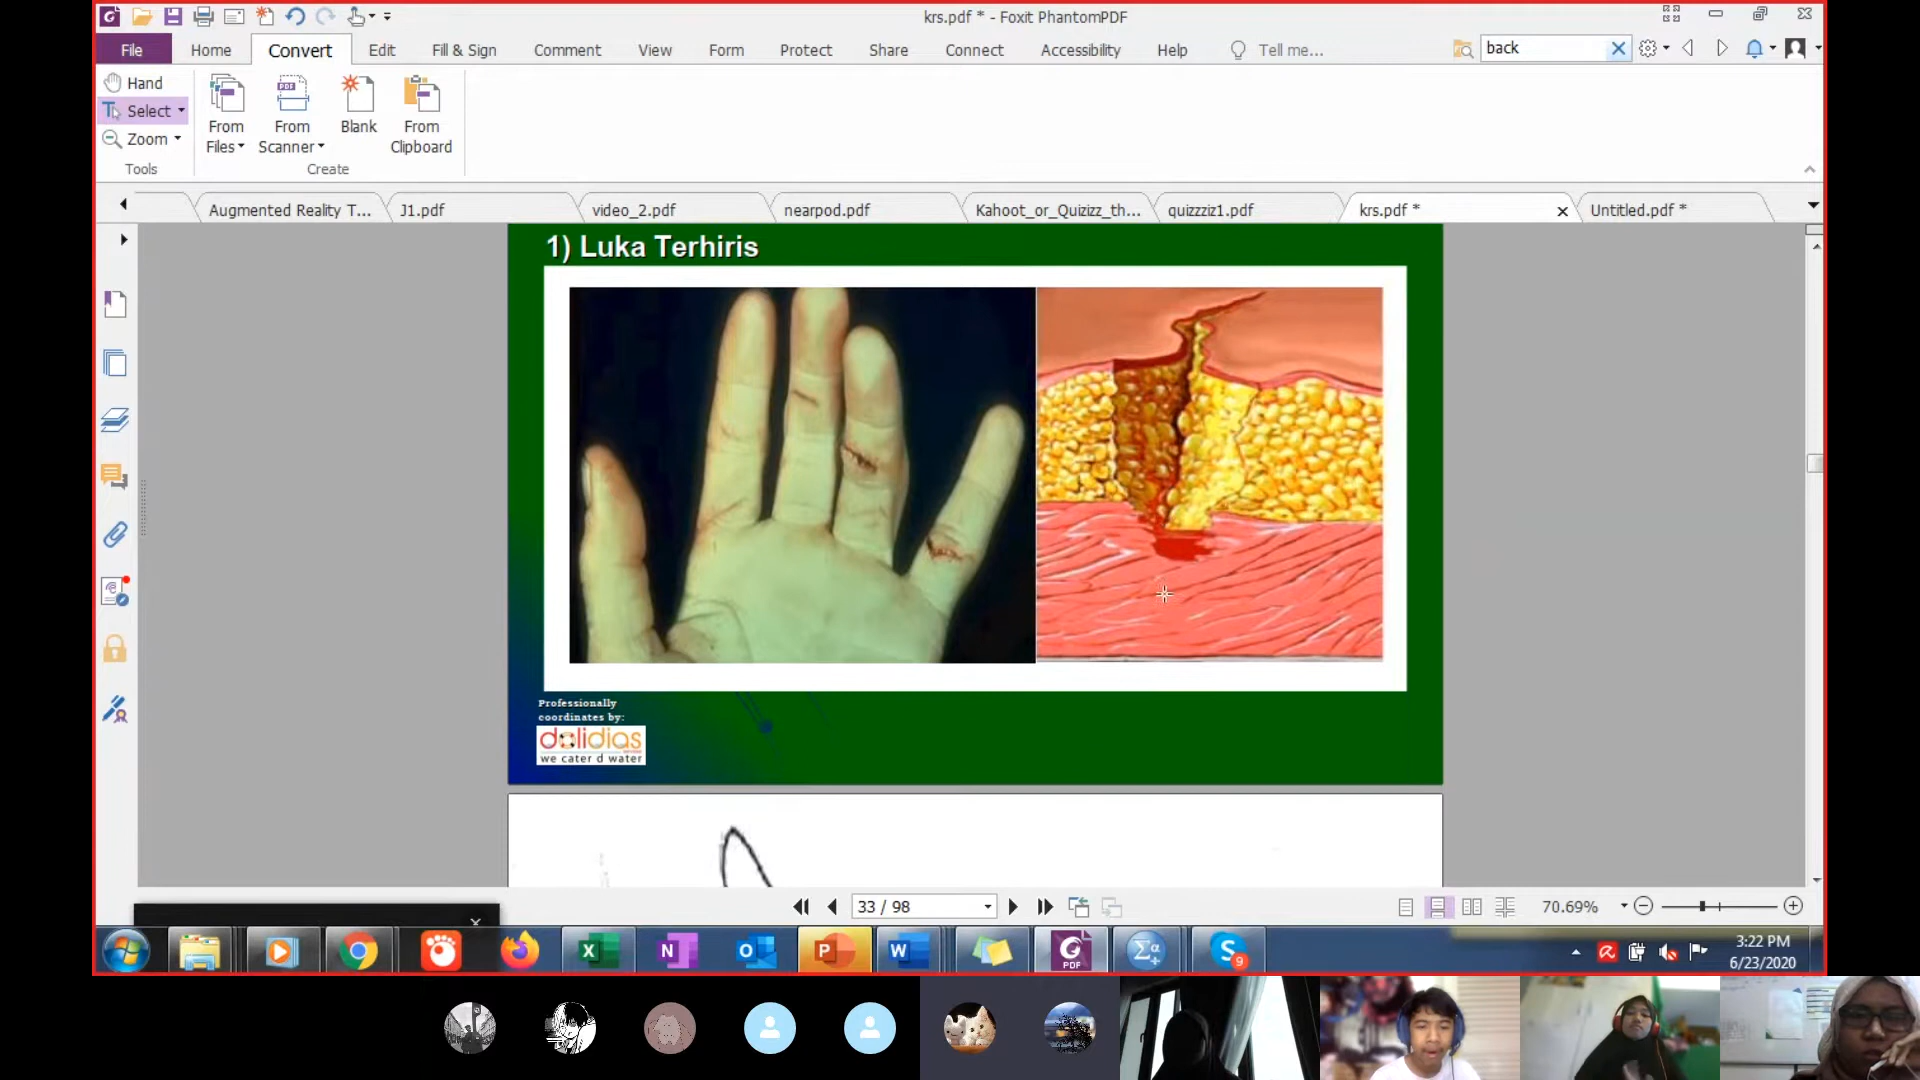 krs.pdf * - Foxit PhantomPDF
File Home Convert Edit Fill & Sign Comment View Form Protect Share Connect Accessibility Help Tell me... back
Hand
Select
Zoom
Tools
From Files
From Scanner
Blank
From Clipboard
Create
Augmented Reality T... J1.pdf video_2.pdf nearpod.pdf Kahoot_or_Quizizz_th... quizzziz1.pdf krs.pdf * Untitled.pdf *
1) Luka Terhiris
Professionally
coordinates by:
dolidias
we cater d water
33 / 98
70.69%
3:22 PM
6/23/2020
PDF
9